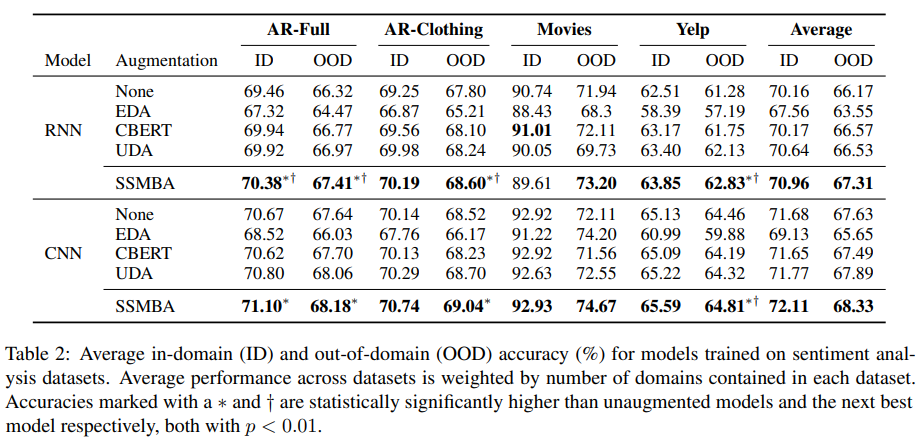 AR-Full AR-Clothing Movies Yelp Average
Model Augmentation ID OOD ID OOD ID OOD ID OOD ID OOD
None 69.46 66.32 69.25 67.80 90.74 71.94 62.51 61.28 70.16 66.17
EDA 67.32 64.47 66.87 65.21 88.43 68.3 58.39 57.19 67.56 63.55
RNN CBERT 69.94 66.77 69.56 68.10 91.01 72.11 63.17 61.75 70.17 66.57
UDA 69.92 66.97 69.98 68.24 90.05 69.73 63.40 62.13 70.64 66.53
SSMBA 70.38*† 67.41*† 70.19 68.60*† 89.61 73.20 63.85 62.83*† 70.96 67.31
None 70.67 67.64 70.14 68.52 92.92 72.11 65.13 64.46 71.68 67.63
EDA 68.52 66.03 67.76 66.17 91.22 74.20 60.99 59.88 69.13 65.65
CNN CBERT 70.62 67.70 70.13 68.23 92.92 71.56 65.09 64.19 71.65 67.49
UDA 70.80 68.06 70.29 68.70 92.63 72.55 65.22 64.32 71.77 67.89
SSMBA 71.10* 68.18* 70.74 69.04* 92.93 74.67 65.59 64.81*† 72.11 68.33
Table 2: Average in-domain (ID) and out-of-domain (OOD) accuracy (%) for models trained on sentiment anal-
ysis datasets. Average performance across datasets is weighted by number of domains contained in each dataset.
Accuracies marked with a * and † are statistically significantly higher than unaugmented models and the next best
model respectively, both with p < 0.01.